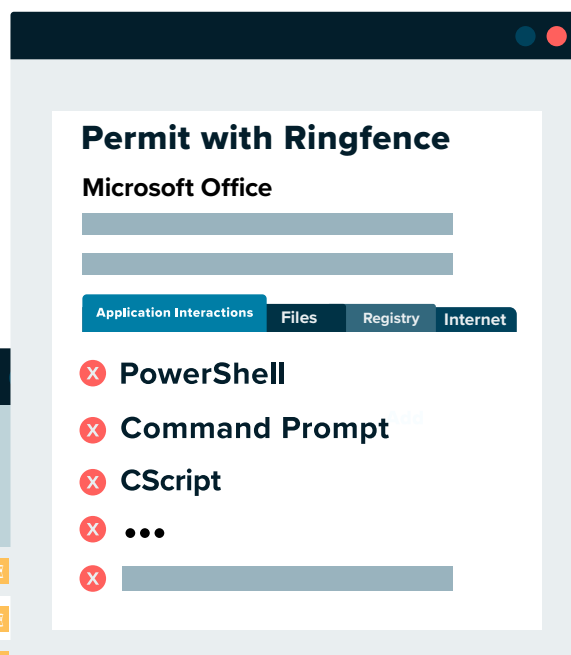 Permit with Ringfence
Microsoft Office
Application Interactions Files Registry Internet
X PowerShell
X Command Prompt
X CScript
X •••
X